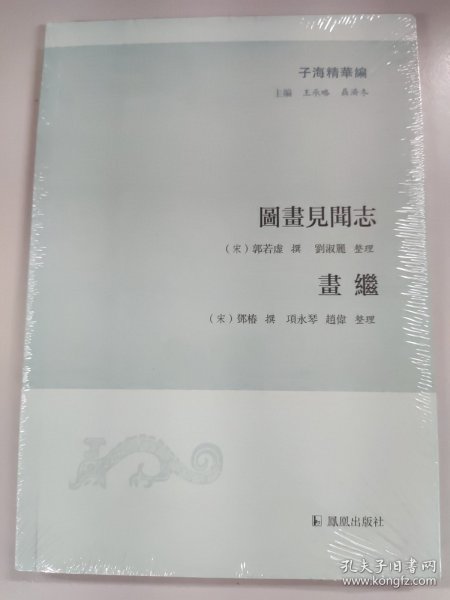 子海精華編
主編 王承略 聶濟冬
圖畫見聞志
（宋）郭若虛 撰 劉淑麗 整理
畫繼
（宋）鄧椿 撰 項永琴 趙偉 整理
鳳凰出版社
孔夫子旧书网
www.kongfz.com